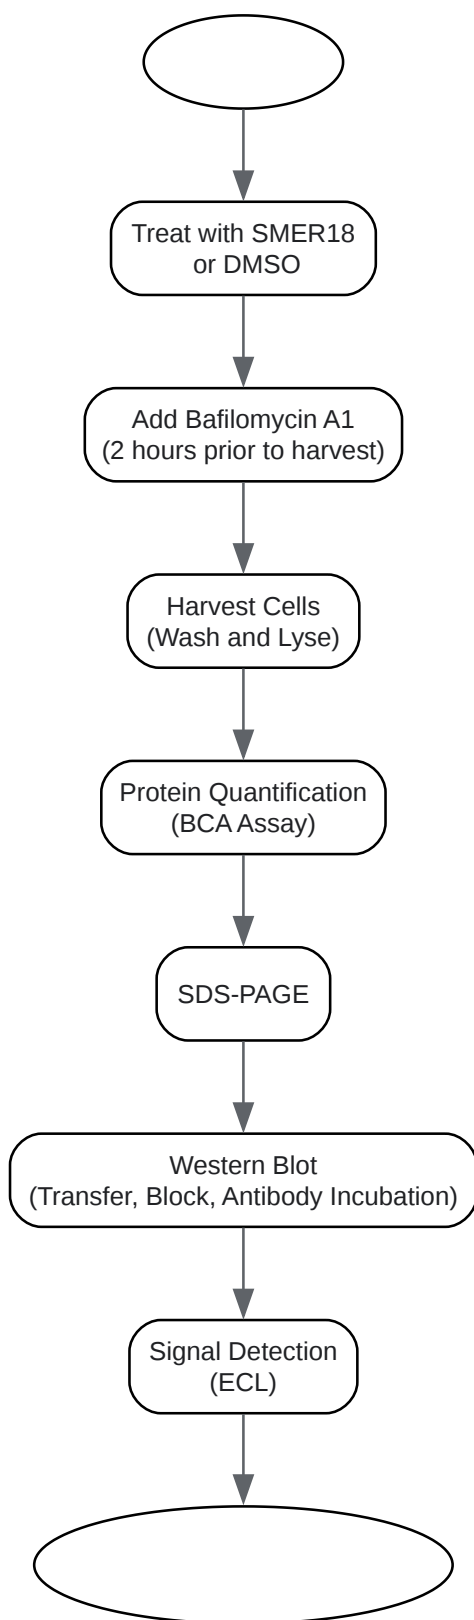 Treat with SMER18
or DMSO
Add Bafilomycin A1
(2 hours prior to harvest)
Harvest Cells
(Wash and Lyse)
Protein Quantification
(BCA Assay)
SDS-PAGE
Western Blot
(Transfer, Block, Antibody Incubation)
Signal Detection
(ECL)